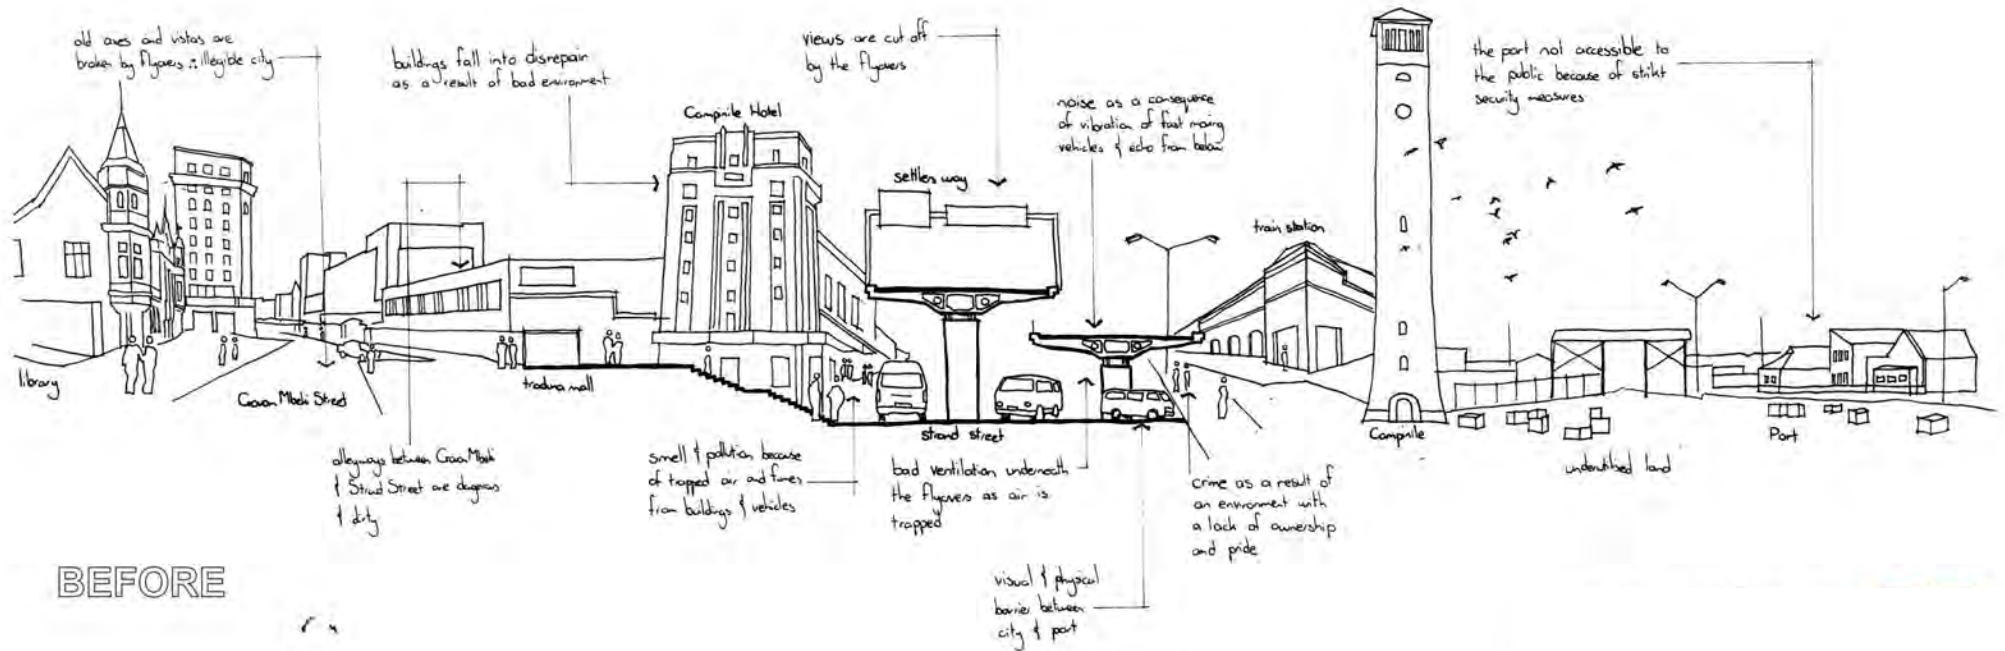 old axes and vistas are
broken by flyovers ∴ illegible city
buildings fall into disrepair
as a result of bad environment
views are cut off
by the flyovers
noise as a consequence
of vibration of fast moving
vehicles & echo from below
the port not accessible to
the public because of strikt
security measures
Campinile Hotel
settlers way
train station
library
Govan Mbeki Street
mall
strand street
Campinile
Port
underutilised land
alleyways between Govan Mbeki
& Strand Street are dangerous
& dirty
smell & pollution because
of trapped air and fumes
from buildings & vehicles
bad ventilation underneath
the flyovers as air is
trapped
crime as a result of
an environment with
a lack of ownership
and pride
visual & physical
barrier between
city & port
BEFORE